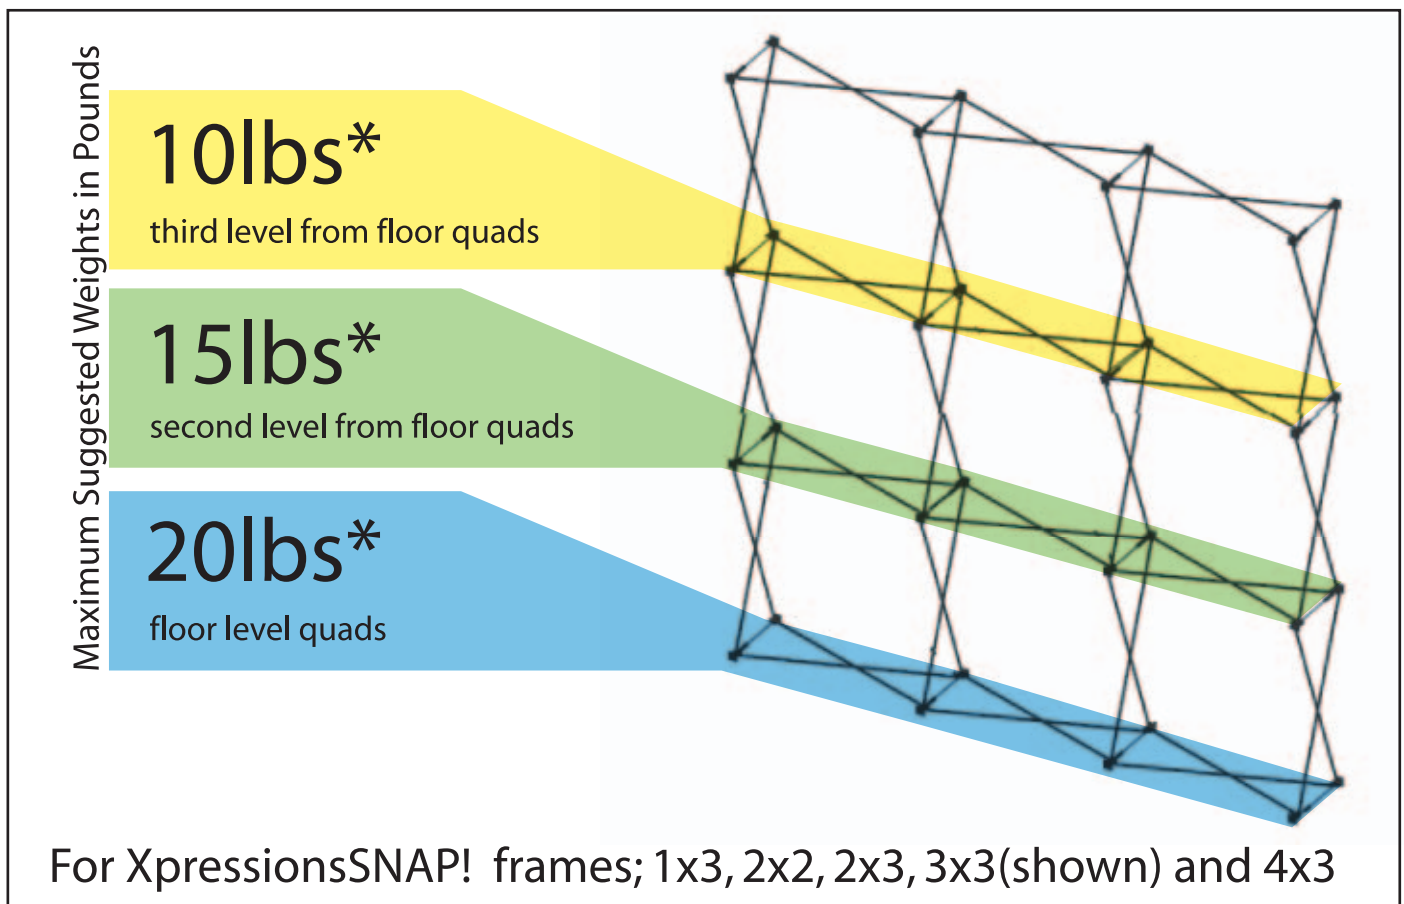 Maximum Suggested Weights in Pounds
10lbs*
third level from floor quads
15lbs*
second level from floor quads
20lbs*
floor level quads
For XpressionsSNAP! frames; 1x3, 2x2, 2x3, 3x3(shown) and 4x3